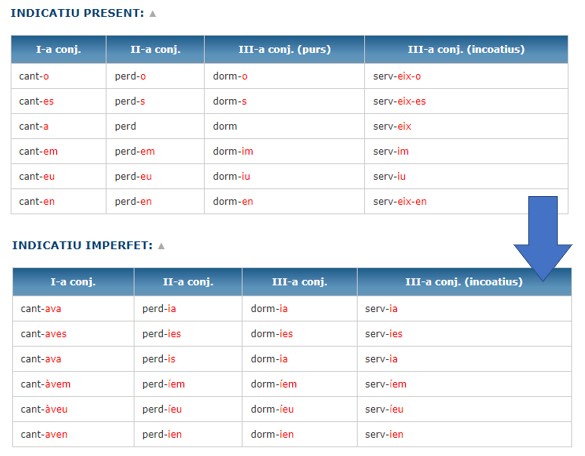 INDICATIU PRESENT: ▲
I-a conj. II-a conj. III-a conj. (purs) III-a conj. (incoatius)
cant-o perd-o dorm-o serv-eix-o
cant-es perd-s dorm-s serv-eix-es
cant-a perd dorm serv-eix
cant-em perd-em dorm-im serv-im
cant-eu perd-eu dorm-iu serv-iu
cant-en perd-en dorm-en serv-eix-en
INDICATIU IMPERFET: ▲
I-a conj. II-a conj. III-a conj. III-a conj. (incoatius)
cant-ava perd-ia dorm-ia serv-ia
cant-aves perd-ies dorm-ies serv-ies
cant-ava perd-is dorm-ia serv-ia
cant-àvem perd-íem dorm-íem serv-íem
cant-àveu perd-íeu dorm-íeu serv-íeu
cant-aven perd-ien dorm-ien serv-ien